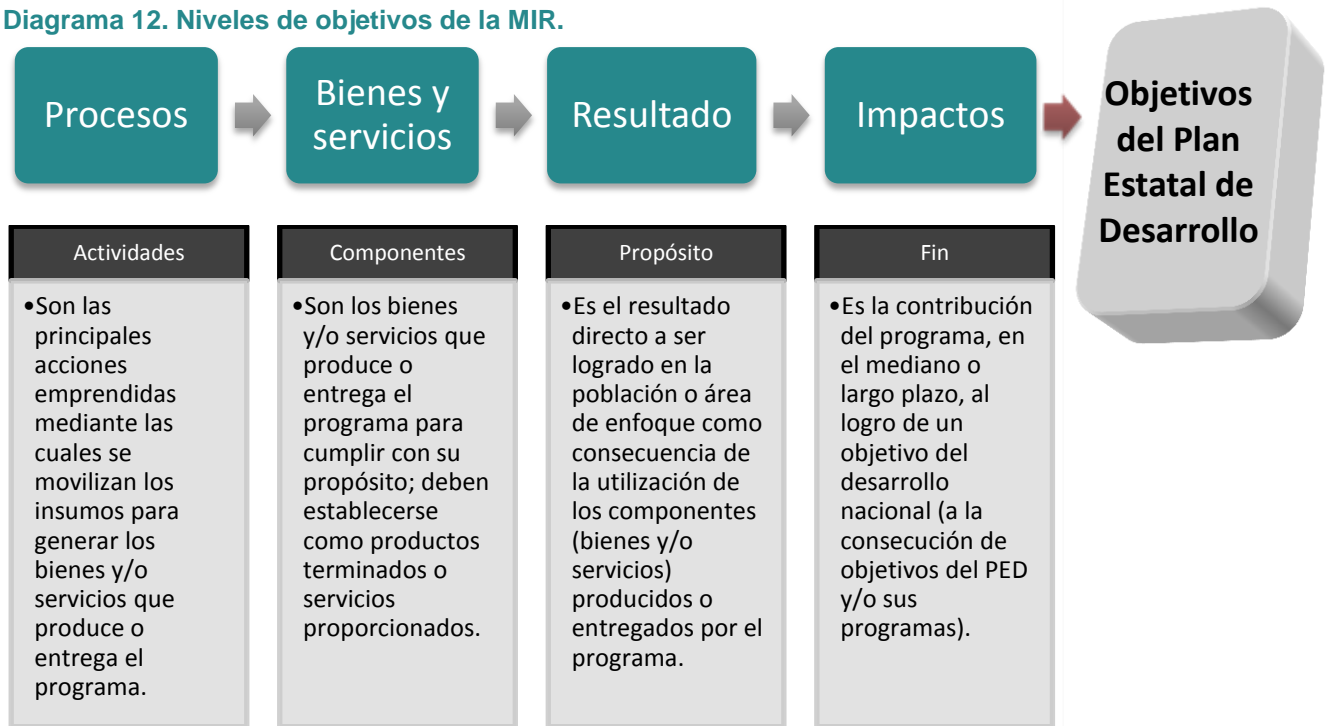 Diagrama 12. Niveles de objetivos de la MIR.
Procesos
Bienes y
servicios
Resultado
Impactos
Objetivos
del Plan
Estatal de
Desarrollo
Actividades
•Son las
principales
acciones
emprendidas
mediante las
cuales se
movilizan los
insumos para
generar los
bienes y/o
servicios que
produce o
entrega el
programa.
Componentes
•Son los bienes
y/o servicios que
produce o
entrega el
programa para
cumplir con su
propósito; deben
establecerse
como productos
terminados o
servicios
proporcionados.
Propósito
•Es el resultado
directo a ser
logrado en la
población o área
de enfoque como
consecuencia de
la utilización de
los componentes
(bienes y/o
servicios)
producidos o
entregados por el
programa.
Fin
•Es la contribución
del programa, en
el mediano o
largo plazo, al
logro de un
objetivo del
desarrollo
nacional (a la
consecución de
objetivos del PED
y/o sus
programas).